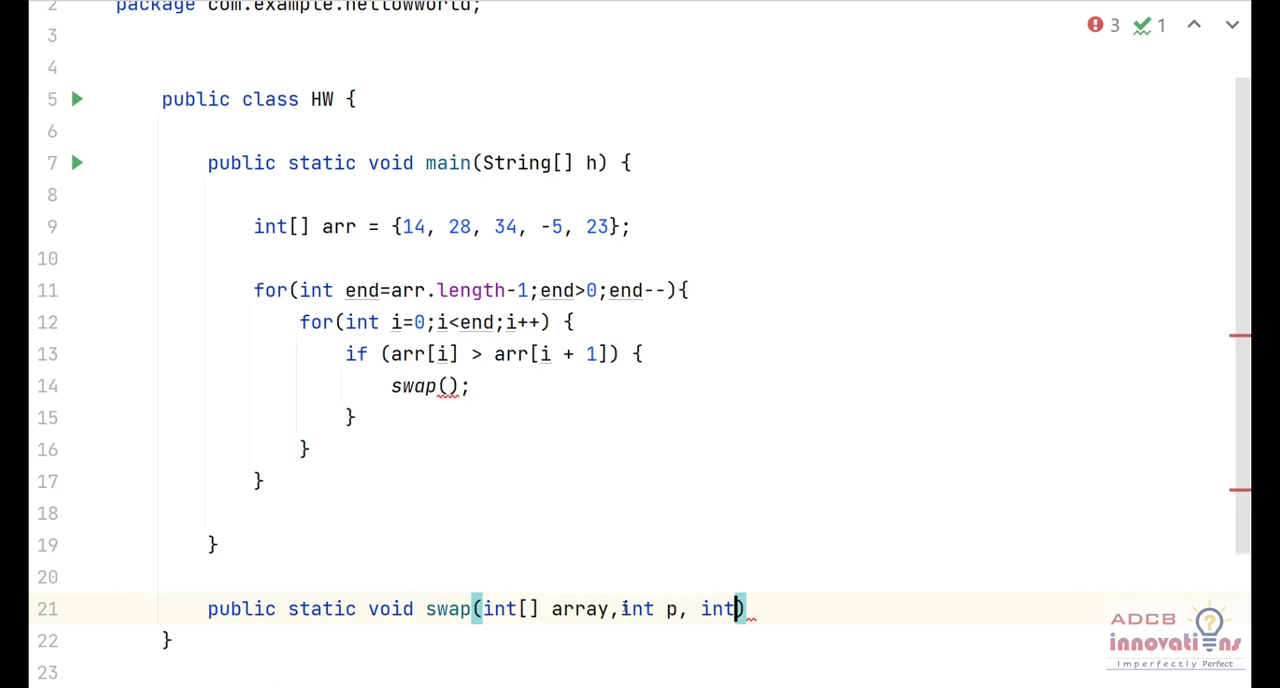 2 package com.example.hellowworld;
3
4
5 public class HW {
6
7 public static void main(String[] h) {
8
9 int[] arr = {14, 28, 34, -5, 23};
10
11 for(int end=arr.length-1;end>0;end--){
12 for(int i=0;i<end;i++) {
13 if (arr[i] > arr[i + 1]) {
14 swap();
15 }
16 }
17 }
18
19 }
20
21 public static void swap(int[] array,int p, int)
22 }
23
3 1
ADCB
innovati?ns
Imperfectly Perfect